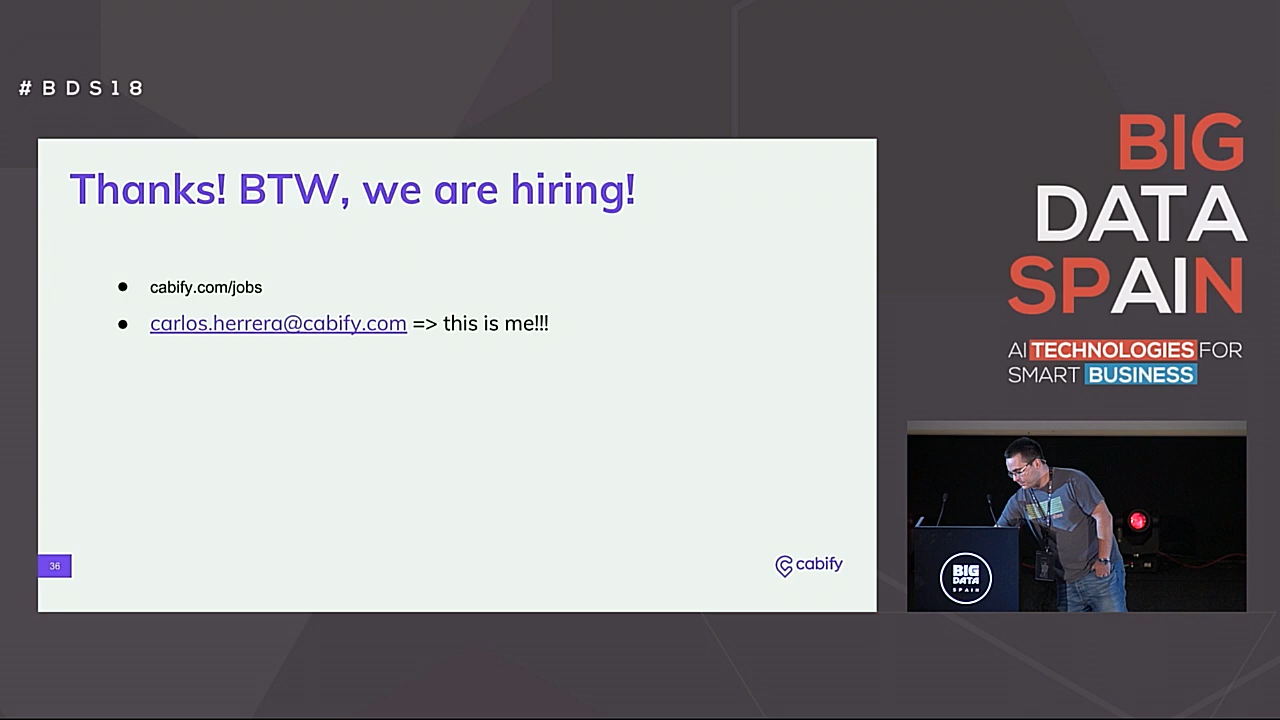 #BDS18
Thanks! BTW, we are hiring!
cabify.com/jobs
carlos.herrera@cabify.com => this is me!!!
36
cabify
BIG
DATA
SPAIN
AI TECHNOLOGIES FOR
SMART BUSINESS
BIG
DATA
SPAIN